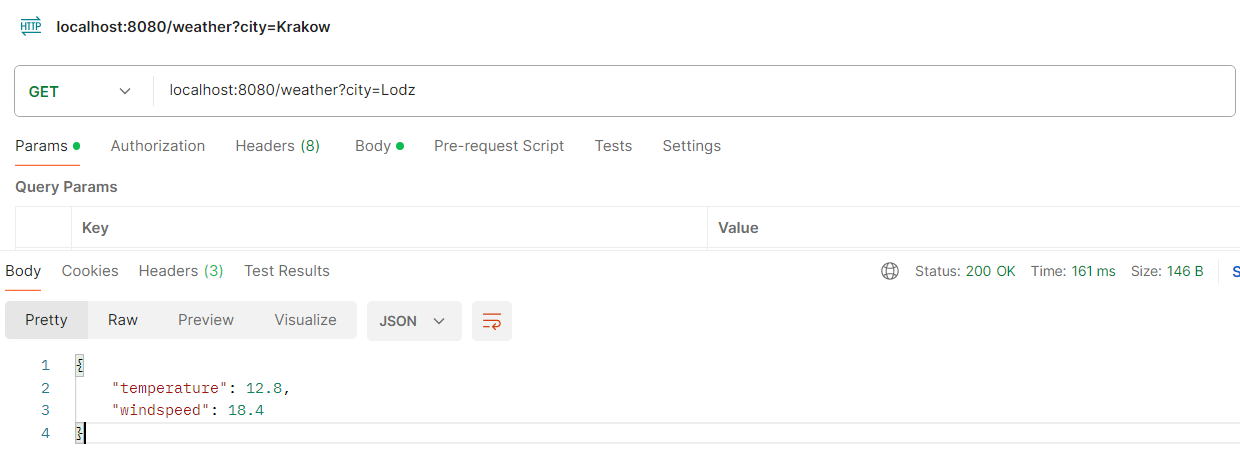 HTTP localhost:8080/weather?city=Krakow
GET localhost:8080/weather?city=Lodz
Params Authorization Headers (8) Body Pre-request Script Tests Settings
Query Params
Key Value
Body Cookies Headers (3) Test Results Status: 200 OK Time: 161 ms Size: 146 B S
Pretty Raw Preview Visualize JSON
1 {
2 "temperature": 12.8,
3 "windspeed": 18.4
4 }